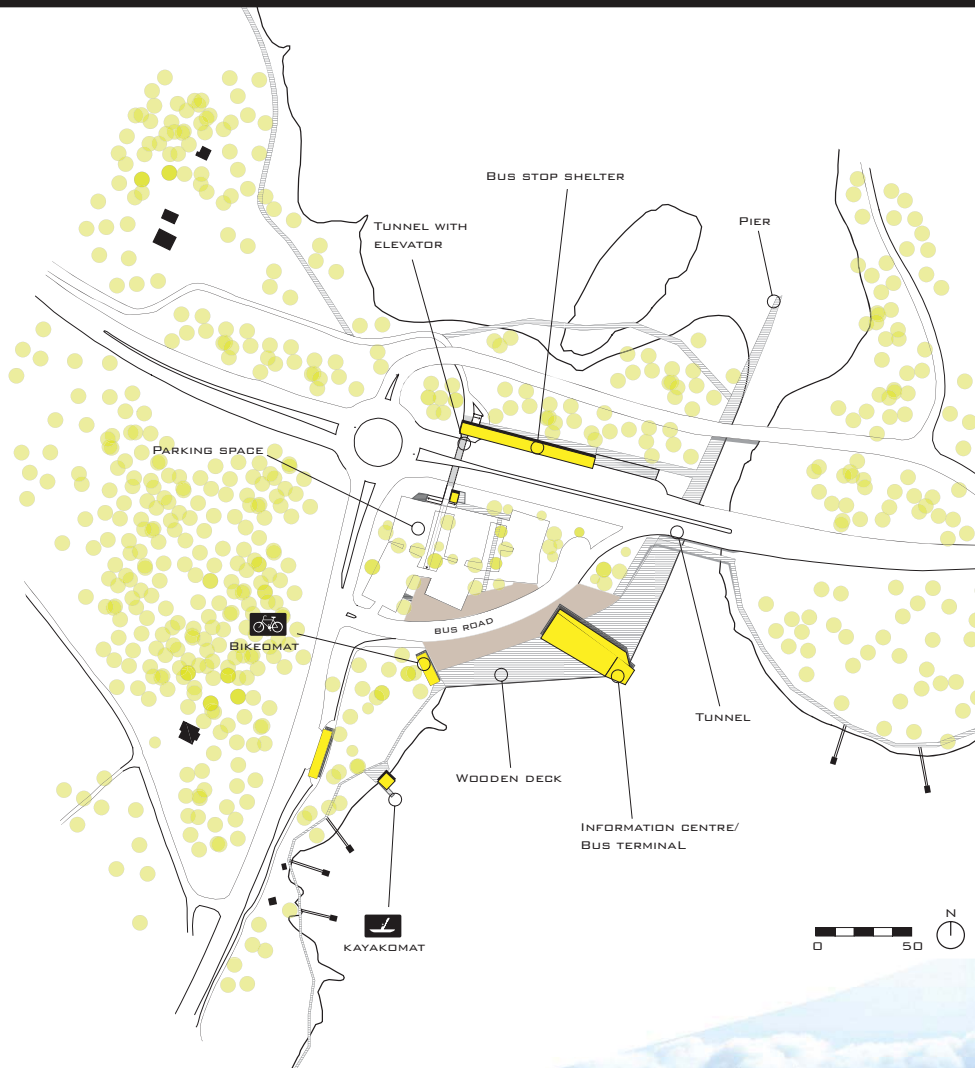 Bus stop shelter
Pier
Tunnel with
elevator
Parking space
Bus road
Bikeomat
Tunnel
Wooden deck
Information centre/
Bus terminal
kayakomat
N
0 50